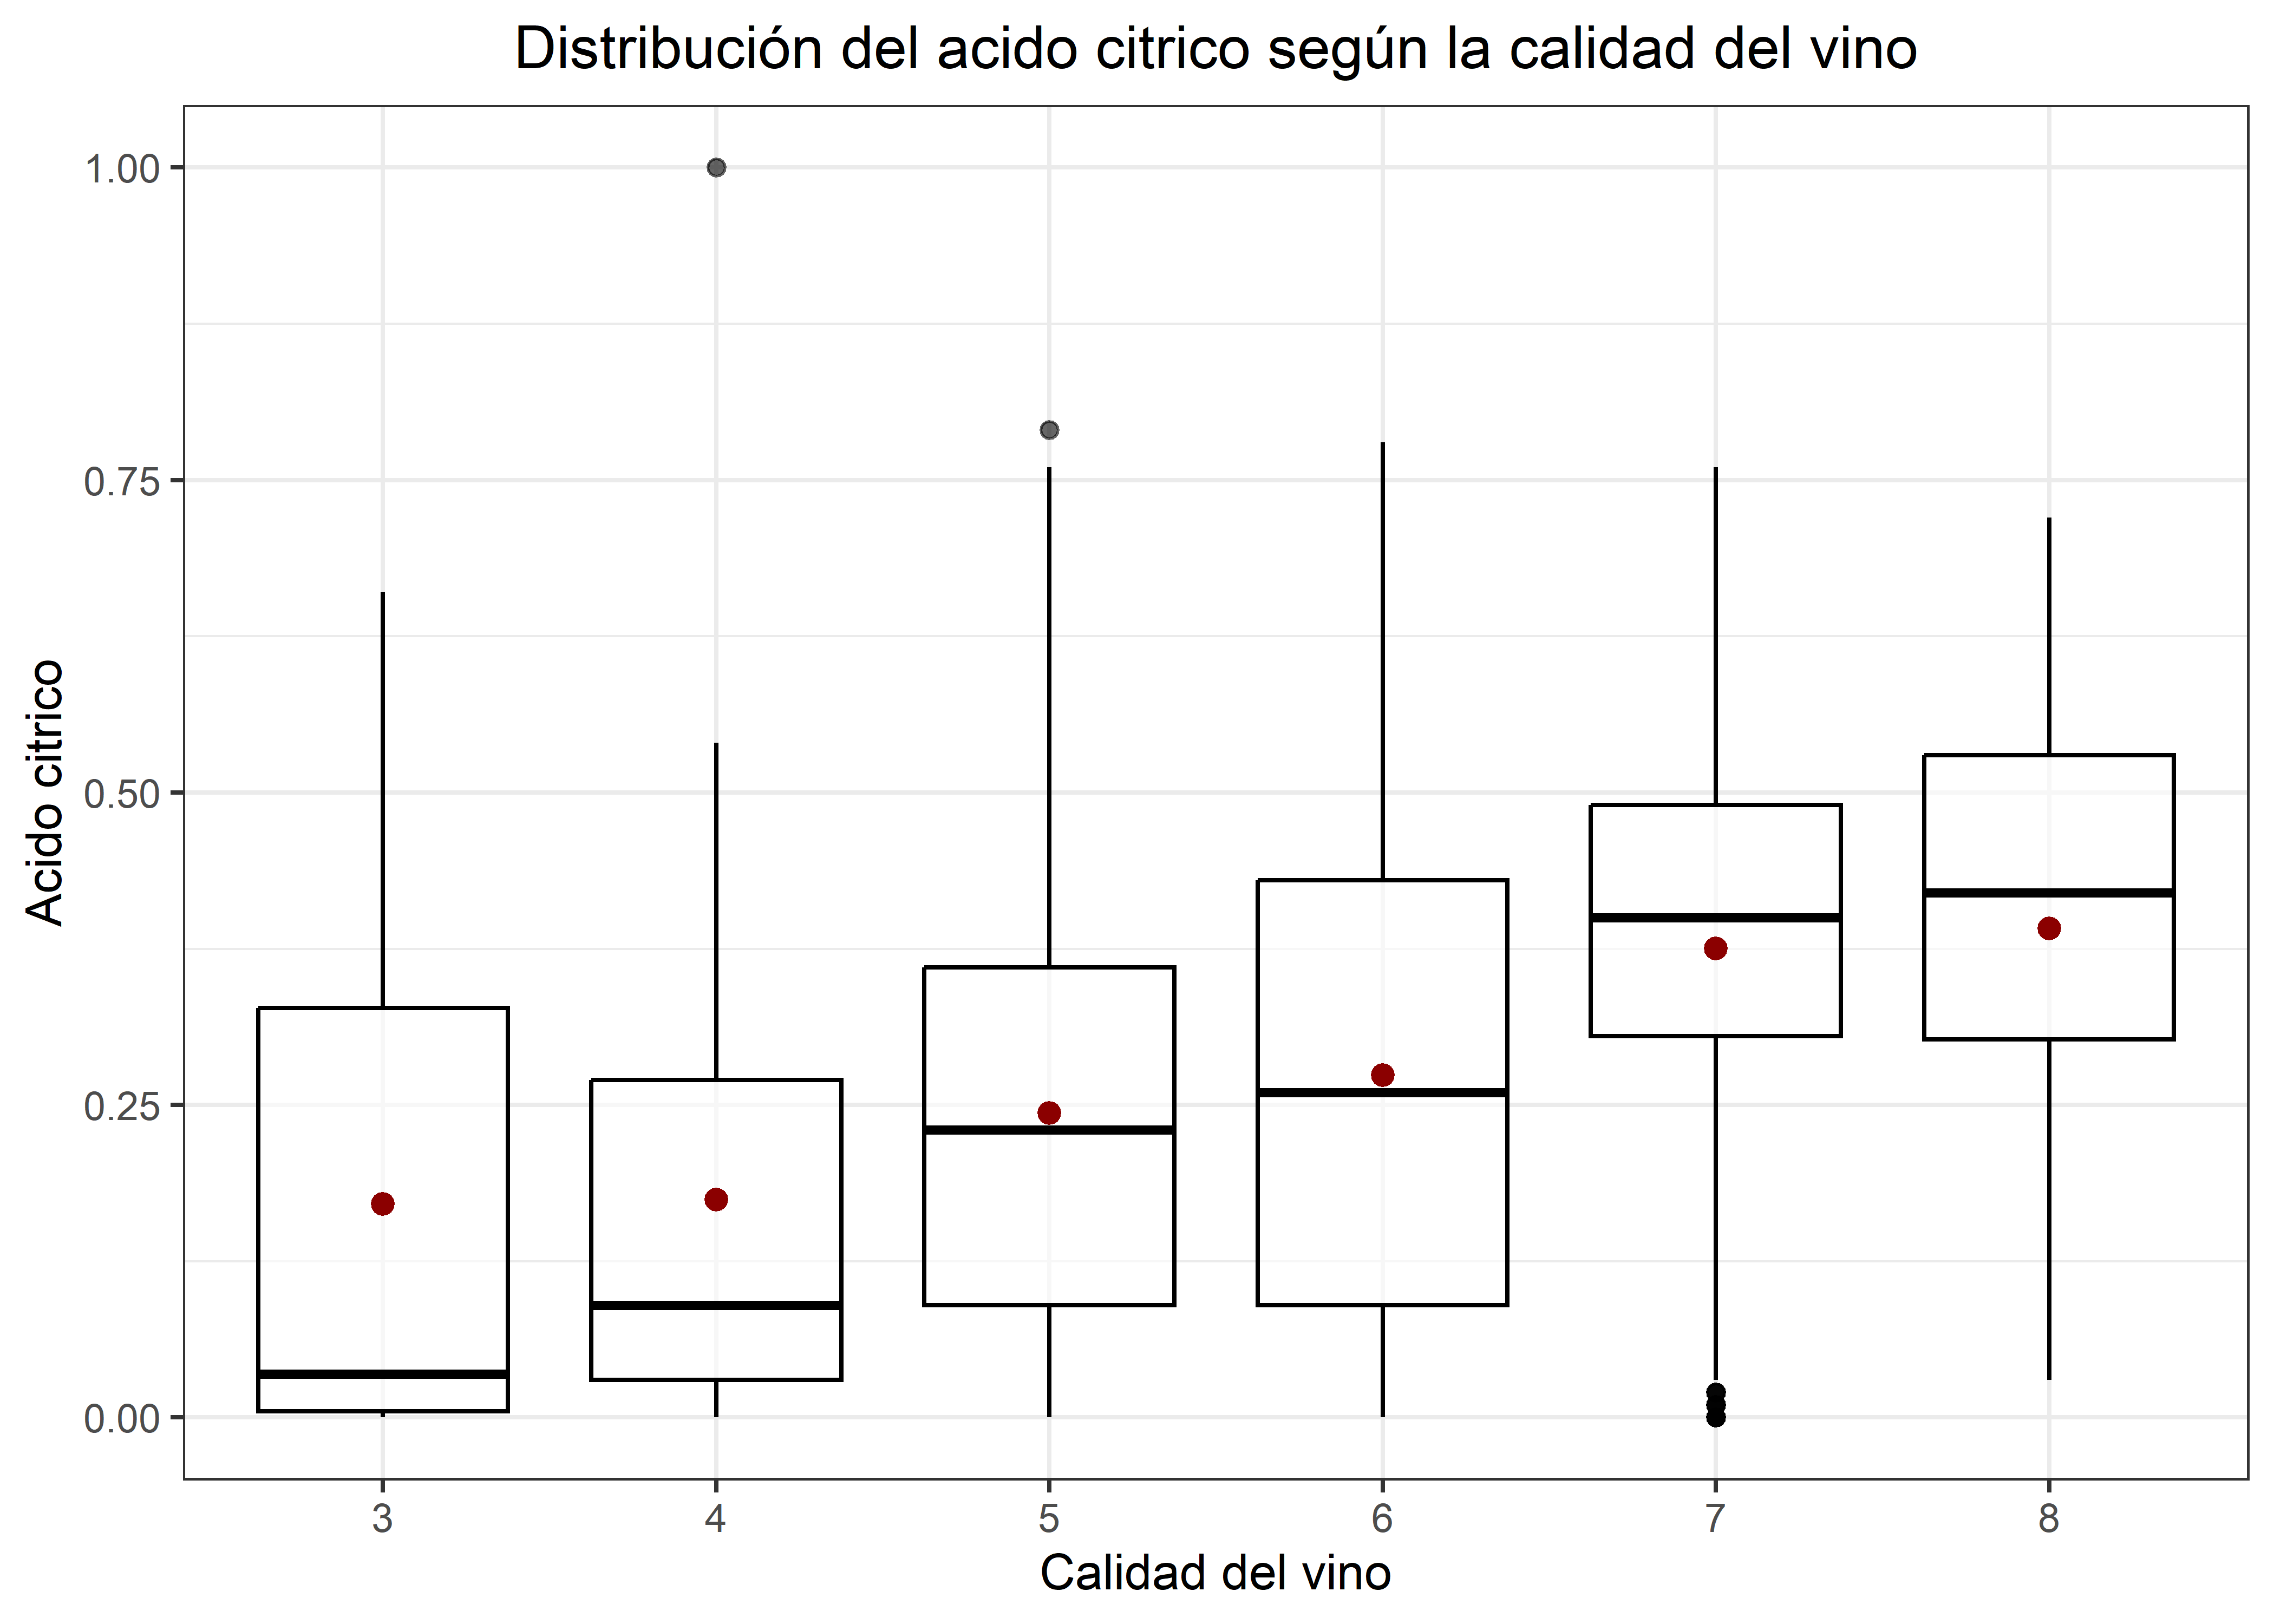 Distribución del acido citrico según la calidad del vino
1.00
0.75
0.50
0.25
0.00
Acido citrico
3 4 5 6 7 8
Calidad del vino